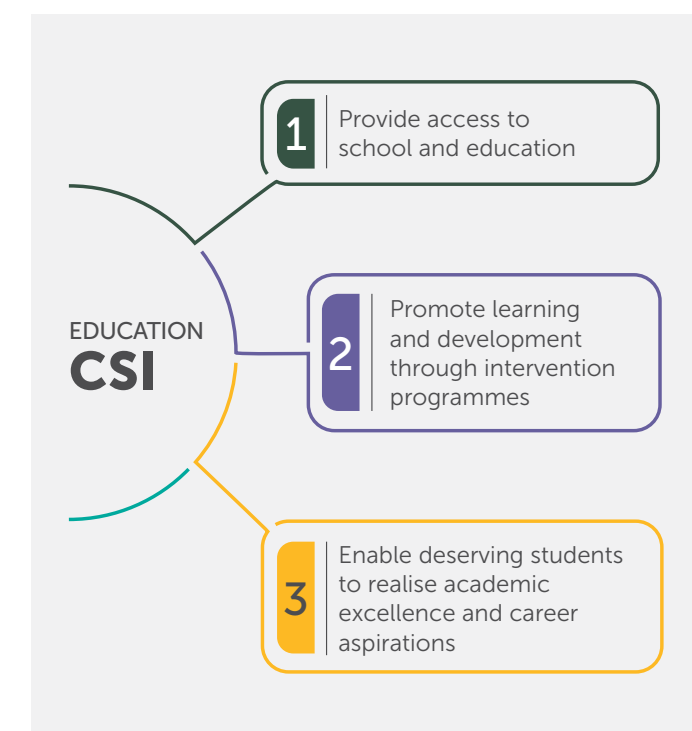 EDUCATION
CSI
1
Provide access to
school and education
2
Promote learning
and development
through intervention
programmes
3
Enable deserving students
to realise academic
excellence and career
aspirations